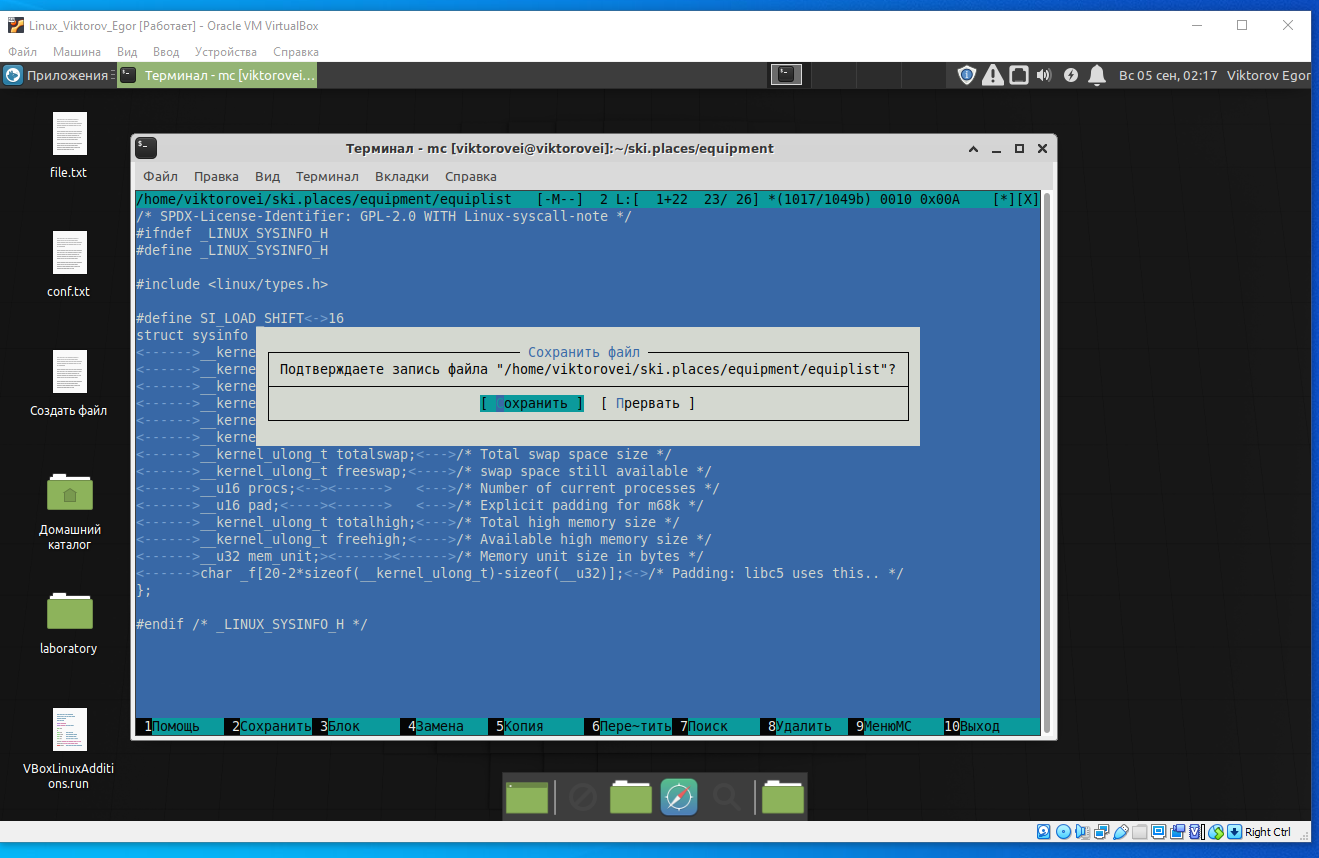 Linux_Viktorov_Egor [Работает] - Oracle VM VirtualBox
Файл Машина Вид Ввод Устройства Справка
Приложения Терминал - mc [viktorovei... Вс 05 сен, 02:17 Viktorov Egor
file.txt
conf.txt
Создать файл
Домашний
каталог
laboratory
VBoxLinuxAdditi
ons.run
Терминал - mc [viktorovei@viktorovei]:~/ski.places/equipment
Файл Правка Вид Терминал Вкладки Справка
/home/viktorovei/ski.places/equipment/equiplist [-M--] 2 L:[ 1+22 23/ 26] *(1017/1049b) 0010 0x00A [*][X]
/* SPDX-License-Identifier: GPL-2.0 WITH Linux-syscall-note */
#ifndef _LINUX_SYSINFO_H
#define _LINUX_SYSINFO_H
#include <linux/types.h>
#define SI_LOAD_SHIFT<->16
struct sysinfo
<------>__kerne
<------>__kerne
<------>__kerne
<------>__kerne
<------>__kerne
<------>__kerne
Сохранить файл
Подтверждаете запись файла "/home/viktorovei/ski.places/equipment/equiplist"?
[ Сохранить ] [ Прервать ]
<------>__kernel_ulong_t totalswap;<--->/* Total swap space size */
<------>__kernel_ulong_t freeswap;<---->/* swap space still available */
<------>__u16 procs;<--><------> <--->/* Number of current processes */
<------>__u16 pad;<----><------> <--->/* Explicit padding for m68k */
<------>__kernel_ulong_t totalhigh;<--->/* Total high memory size */
<------>__kernel_ulong_t freehigh;<---->/* Available high memory size */
<------>__u32 mem_unit;><------><------>/* Memory unit size in bytes */
<------>char _f[20-2*sizeof(__kernel_ulong_t)-sizeof(__u32)];<->/* Padding: libc5 uses this.. */
};
#endif /* _LINUX_SYSINFO_H */
1Помощь 2Сохранить 3Блок 4Замена 5Копия 6Пере~тить 7Поиск 8Удалить 9МенюMC 10Выход
Right Ctrl